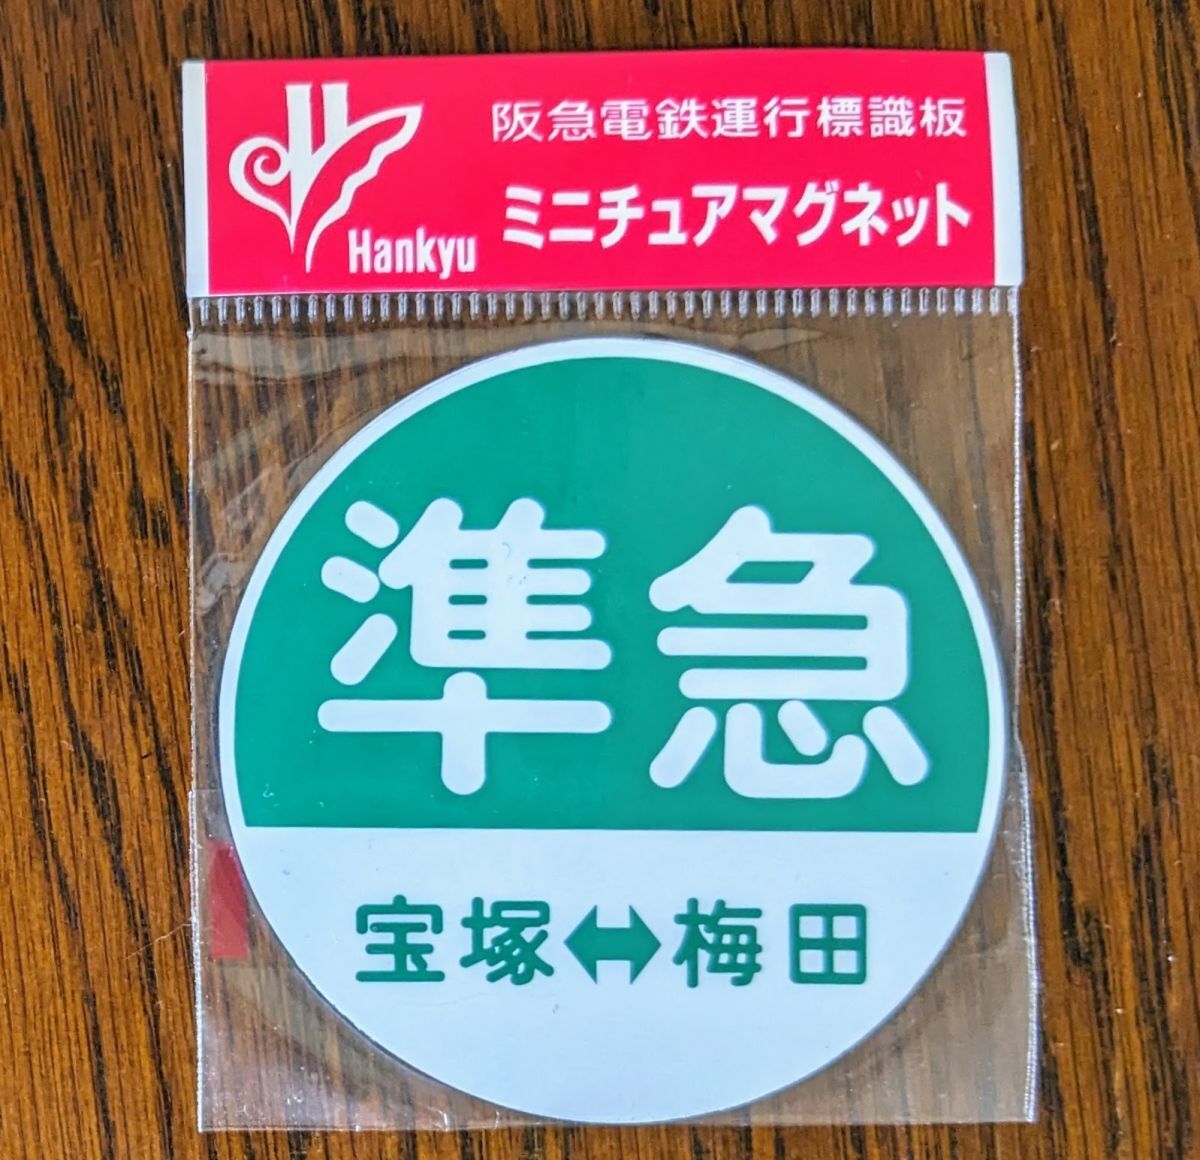 阪急電鉄運行標識板
ミニチュアマグネット
Hankyu
準急
宝塚↔梅田